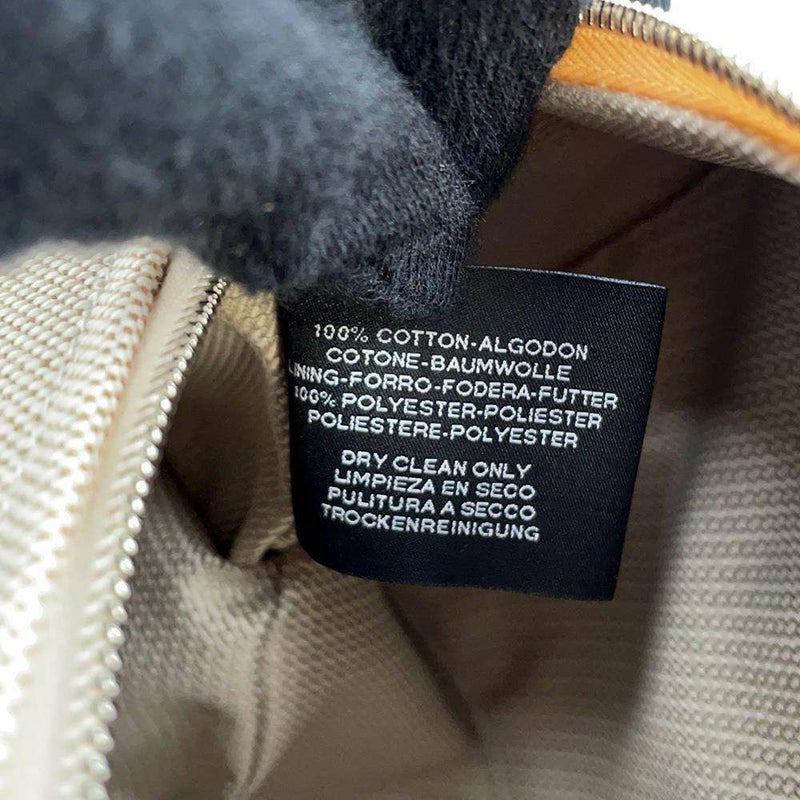 100% COTTON-ALGODON
COTONE-BAUMWOLLE
LINING-FORRO-FODERA-FUTTER
100% POLYESTER-POLIESTER
POLIESTERE-POLYESTER
DRY CLEAN ONLY
LIMPIEZA EN SECO
PULITURA A SECCO
TROCKENREINIGUNG